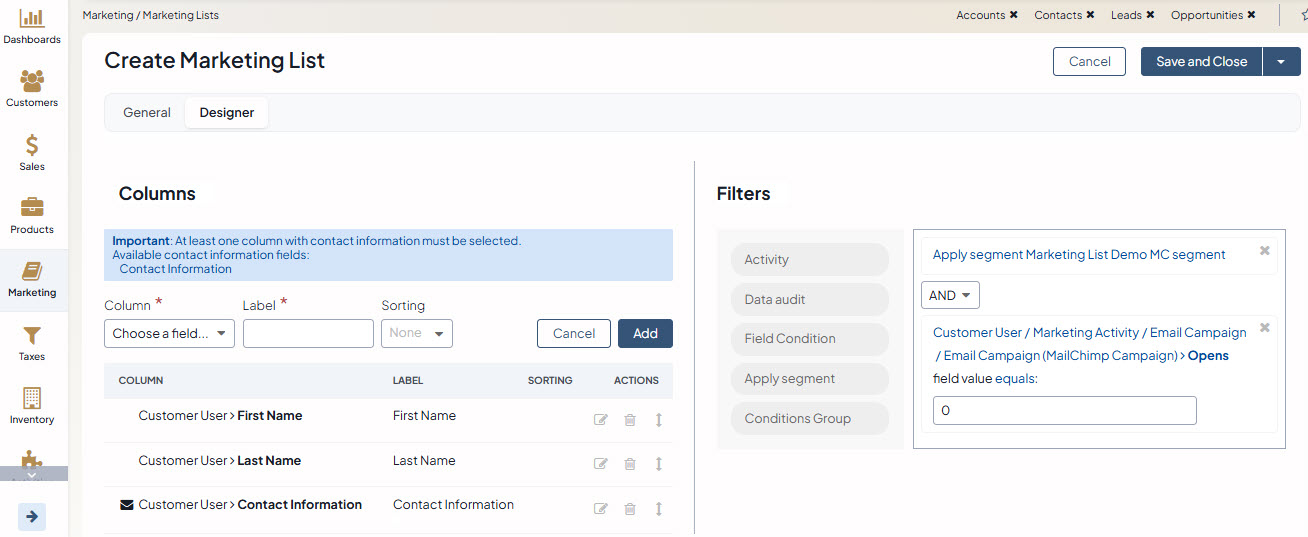 Dashboards
Customers
Sales
Products
Marketing
Taxes
Inventory
Marketing / Marketing Lists
Accounts ✖ Contacts ✖ Leads ✖ Opportunities ✖
Create Marketing List
Cancel Save and Close
General Designer
Columns
Important: At least one column with contact information must be selected.
Available contact information fields:
Contact Information
Column * Label * Sorting
Choose a field... None Cancel Add
COLUMN LABEL SORTING ACTIONS
Customer User > First Name First Name
Customer User > Last Name Last Name
Customer User > Contact Information Contact Information
Filters
Activity
Data audit
Field Condition
Apply segment
Conditions Group
Apply segment Marketing List Demo MC segment
AND
Customer User / Marketing Activity / Email Campaign
/ Email Campaign (MailChimp Campaign) > Opens
field value equals:
0